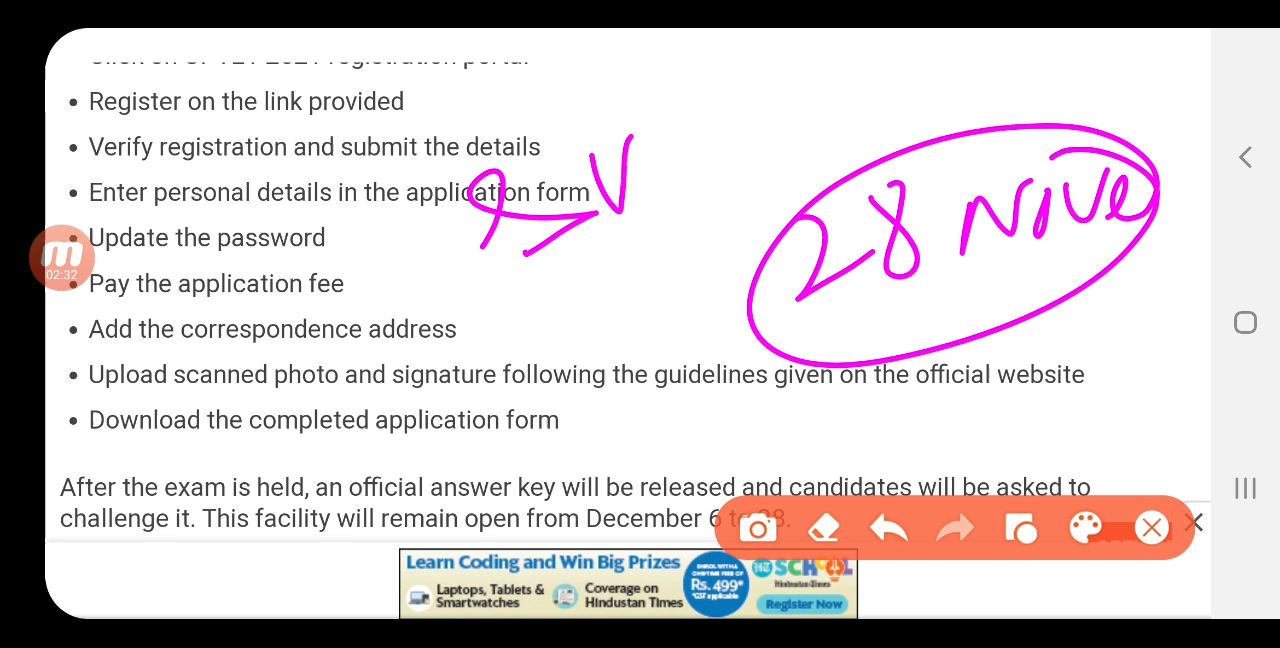 Register on the link provided
Verify registration and submit the details
Enter personal details in the application form
Update the password
02:32
Pay the application fee
Add the correspondence address
Upload scanned photo and signature following the guidelines given on the official website
Download the completed application form
28 Nove
After the exam is held, an official answer key will be released and candidates will be asked to
challenge it. This facility will remain open from December 6
Learn Coding and Win Big Prizes
Laptops, Tablets &
Smartwatches
Coverage on
Hindustan Times
Rs. 499*
HT SCHOOL
Hindustan Times
Register Now